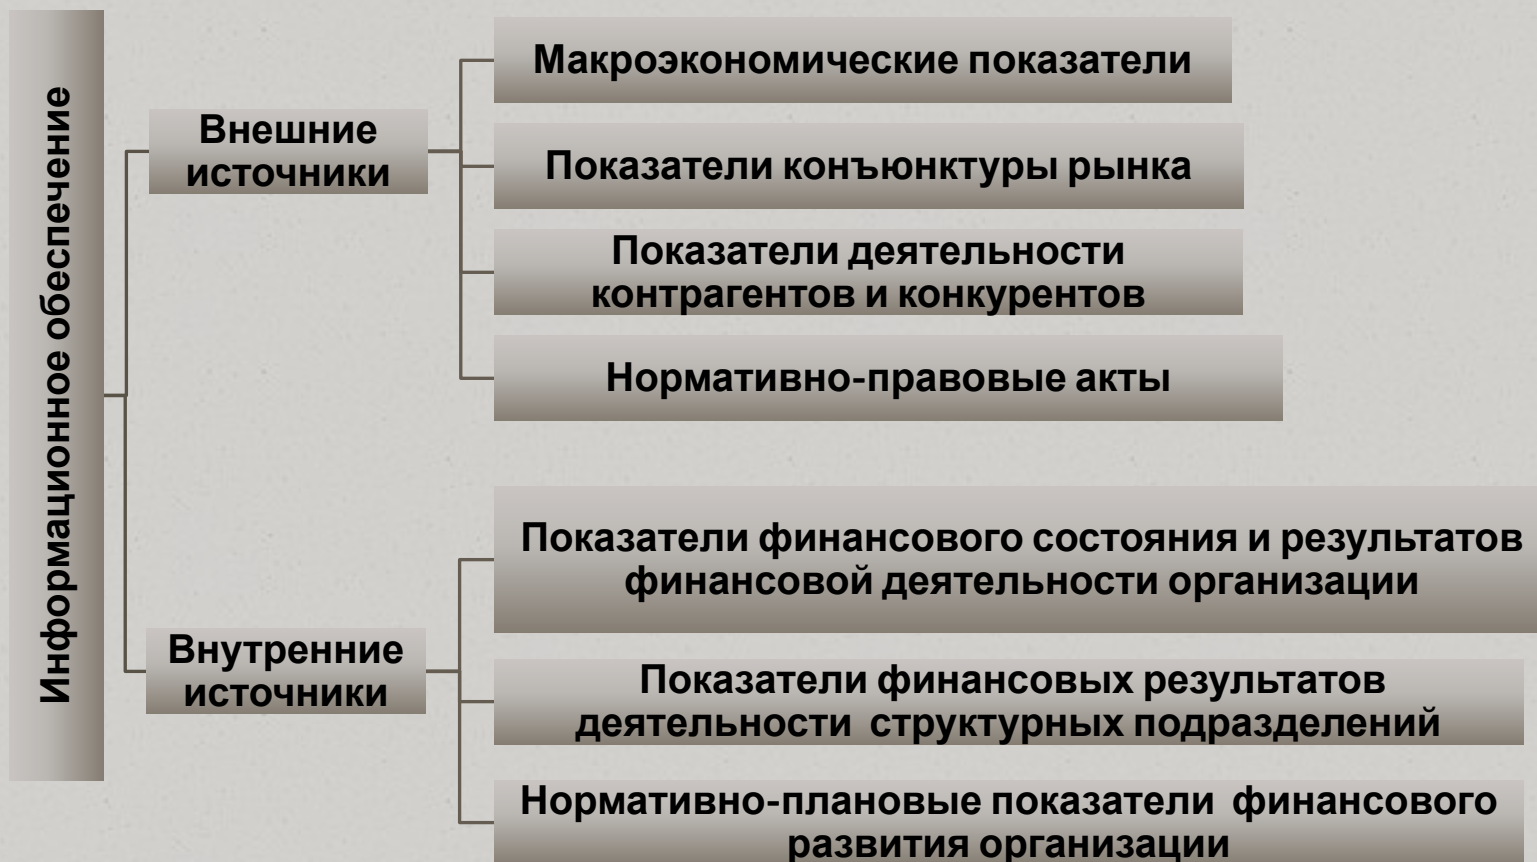 Информационное обеспечение
Внешние
источники
Макроэкономические показатели
Показатели конъюнктуры рынка
Показатели деятельности
контрагентов и конкурентов
Нормативно-правовые акты
Внутренние
источники
Показатели финансового состояния и результатов
финансовой деятельности организации
Показатели финансовых результатов
деятельности структурных подразделений
Нормативно-плановые показатели финансового
развития организации